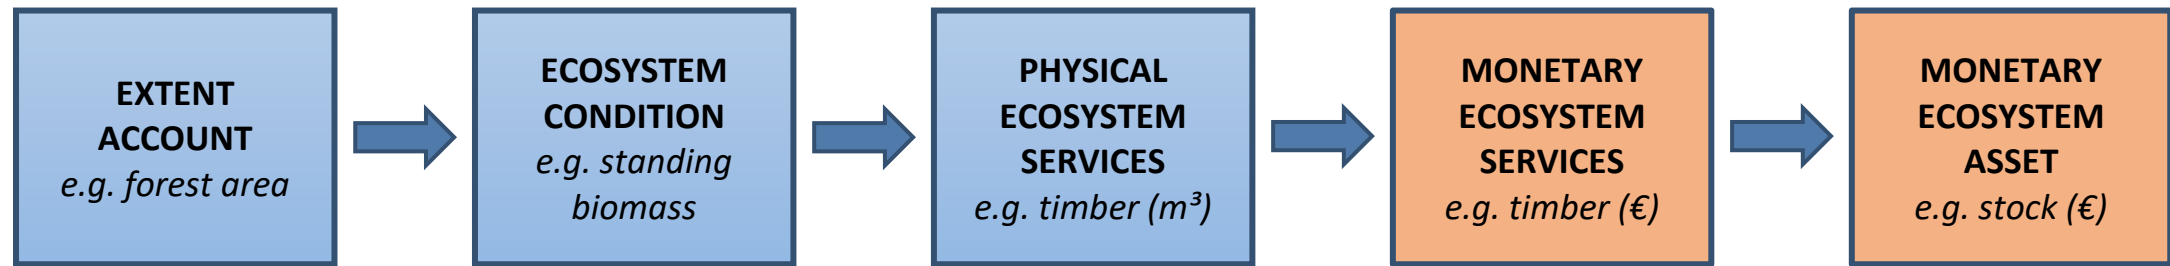 EXTENT
ACCOUNT
e.g. forest area
ECOSYSTEM
CONDITION
e.g. standing
biomass
PHYSICAL
ECOSYSTEM
SERVICES
e.g. timber (m³)
MONETARY
ECOSYSTEM
SERVICES
e.g. timber (€)
MONETARY
ECOSYSTEM
ASSET
e.g. stock (€)